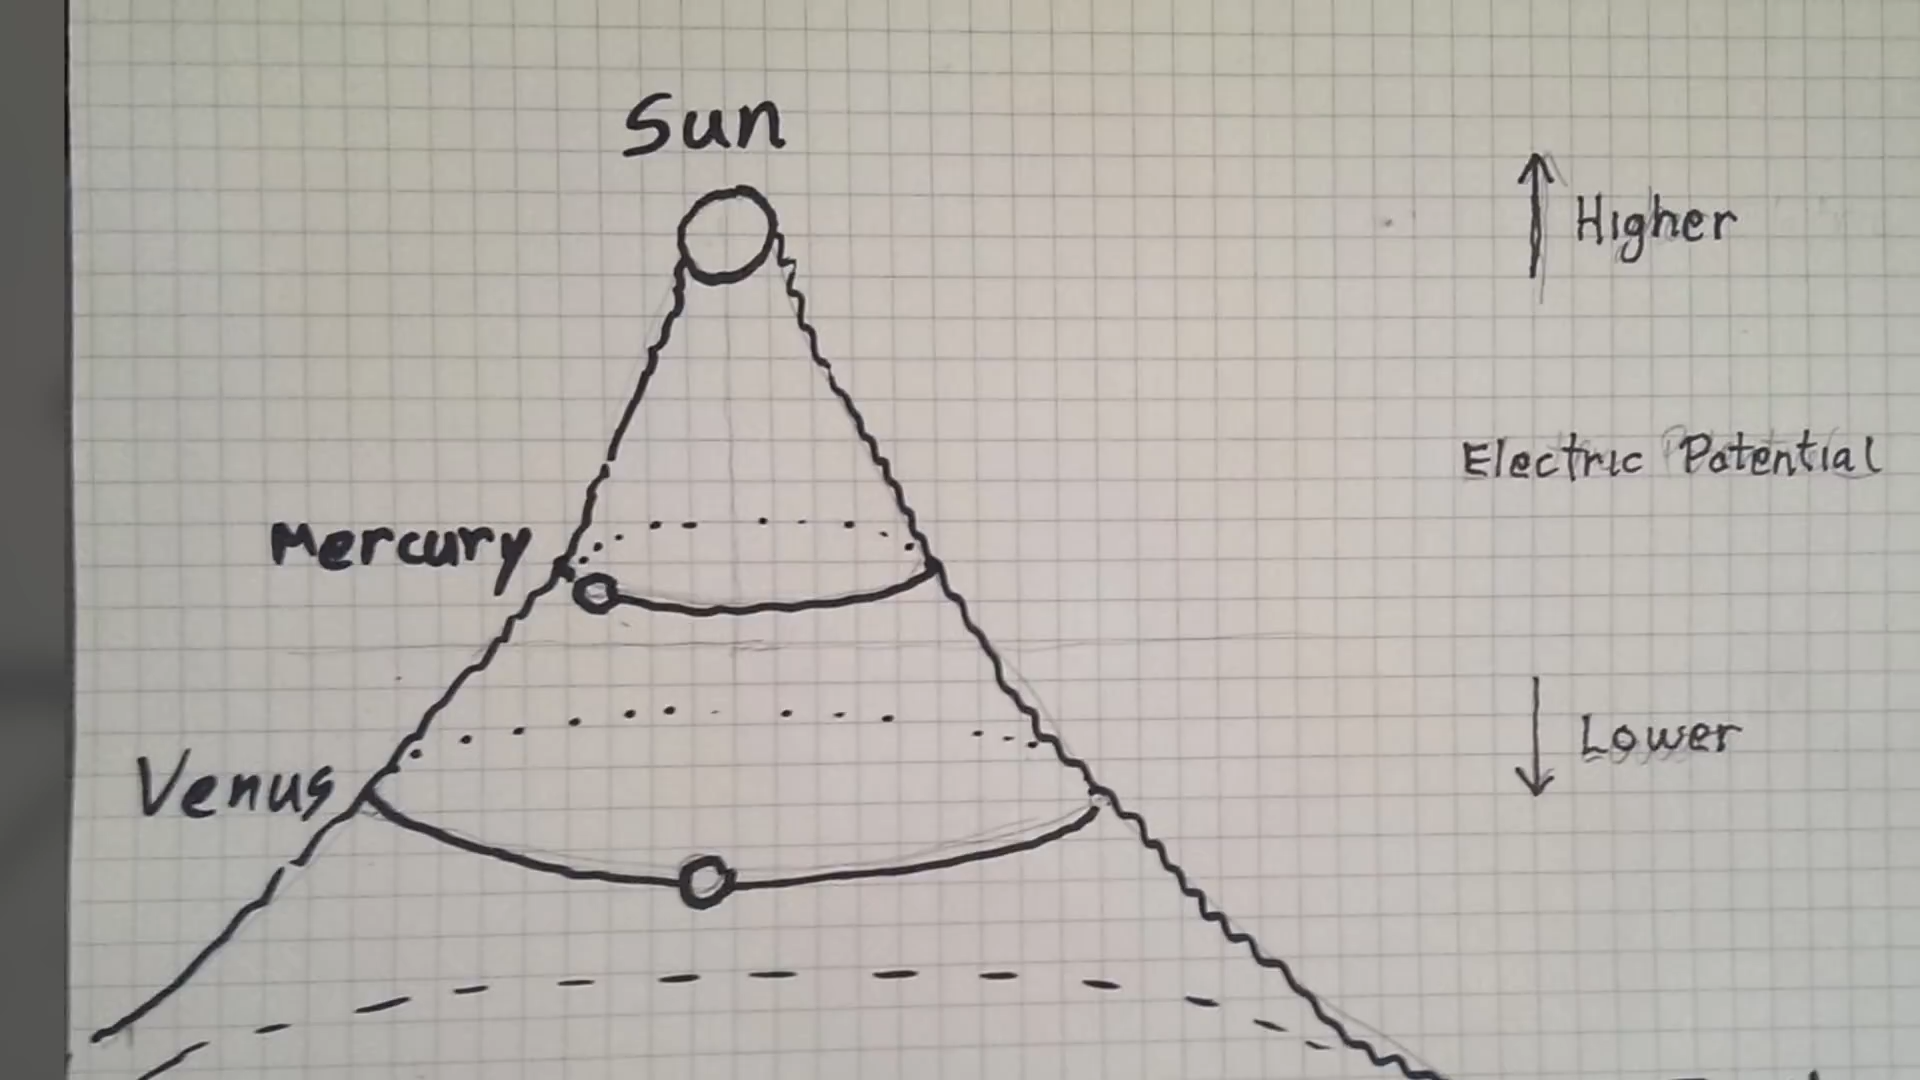 Sun
Higher
Electric Potential
Mercury
Lower
Venus